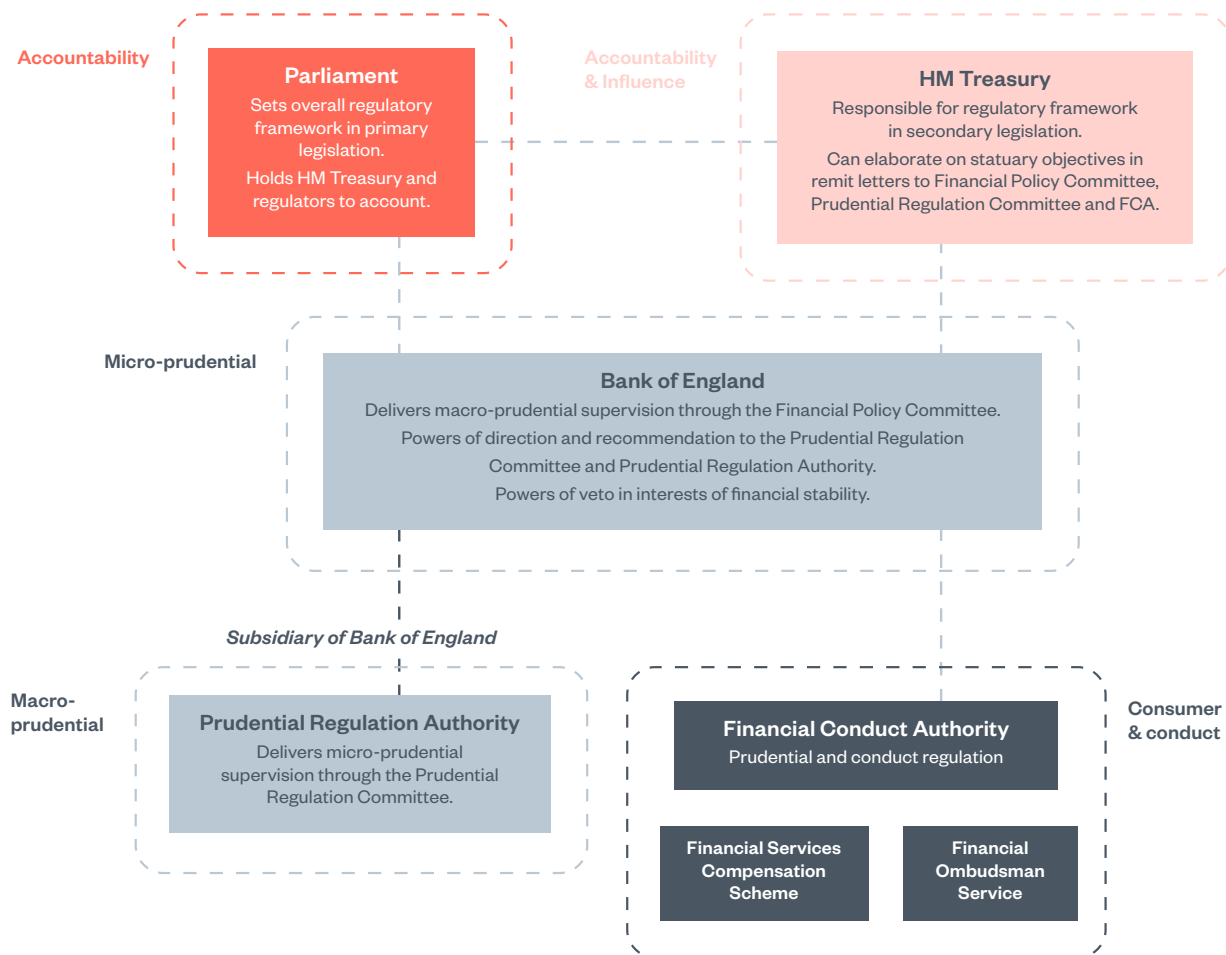 Accountability
Parliament
Sets overall regulatory
framework in primary
legislation.
Holds HM Treasury and
regulators to account.
Accountability
& Influence
HM Treasury
Responsible for regulatory framework
in secondary legislation.
Can elaborate on statuary objectives in
remit letters to Financial Policy Committee,
Prudential Regulation Committee and FCA.
Micro-prudential
Bank of England
Delivers macro-prudential supervision through the Financial Policy Committee.
Powers of direction and recommendation to the Prudential Regulation
Committee and Prudential Regulation Authority.
Powers of veto in interests of financial stability.
Subsidiary of Bank of England
Macro-
prudential
Prudential Regulation Authority
Delivers micro-prudential
supervision through the Prudential
Regulation Committee.
Financial Conduct Authority
Prudential and conduct regulation
Consumer
& conduct
Financial Services
Compensation
Scheme
Financial
Ombudsman
Service